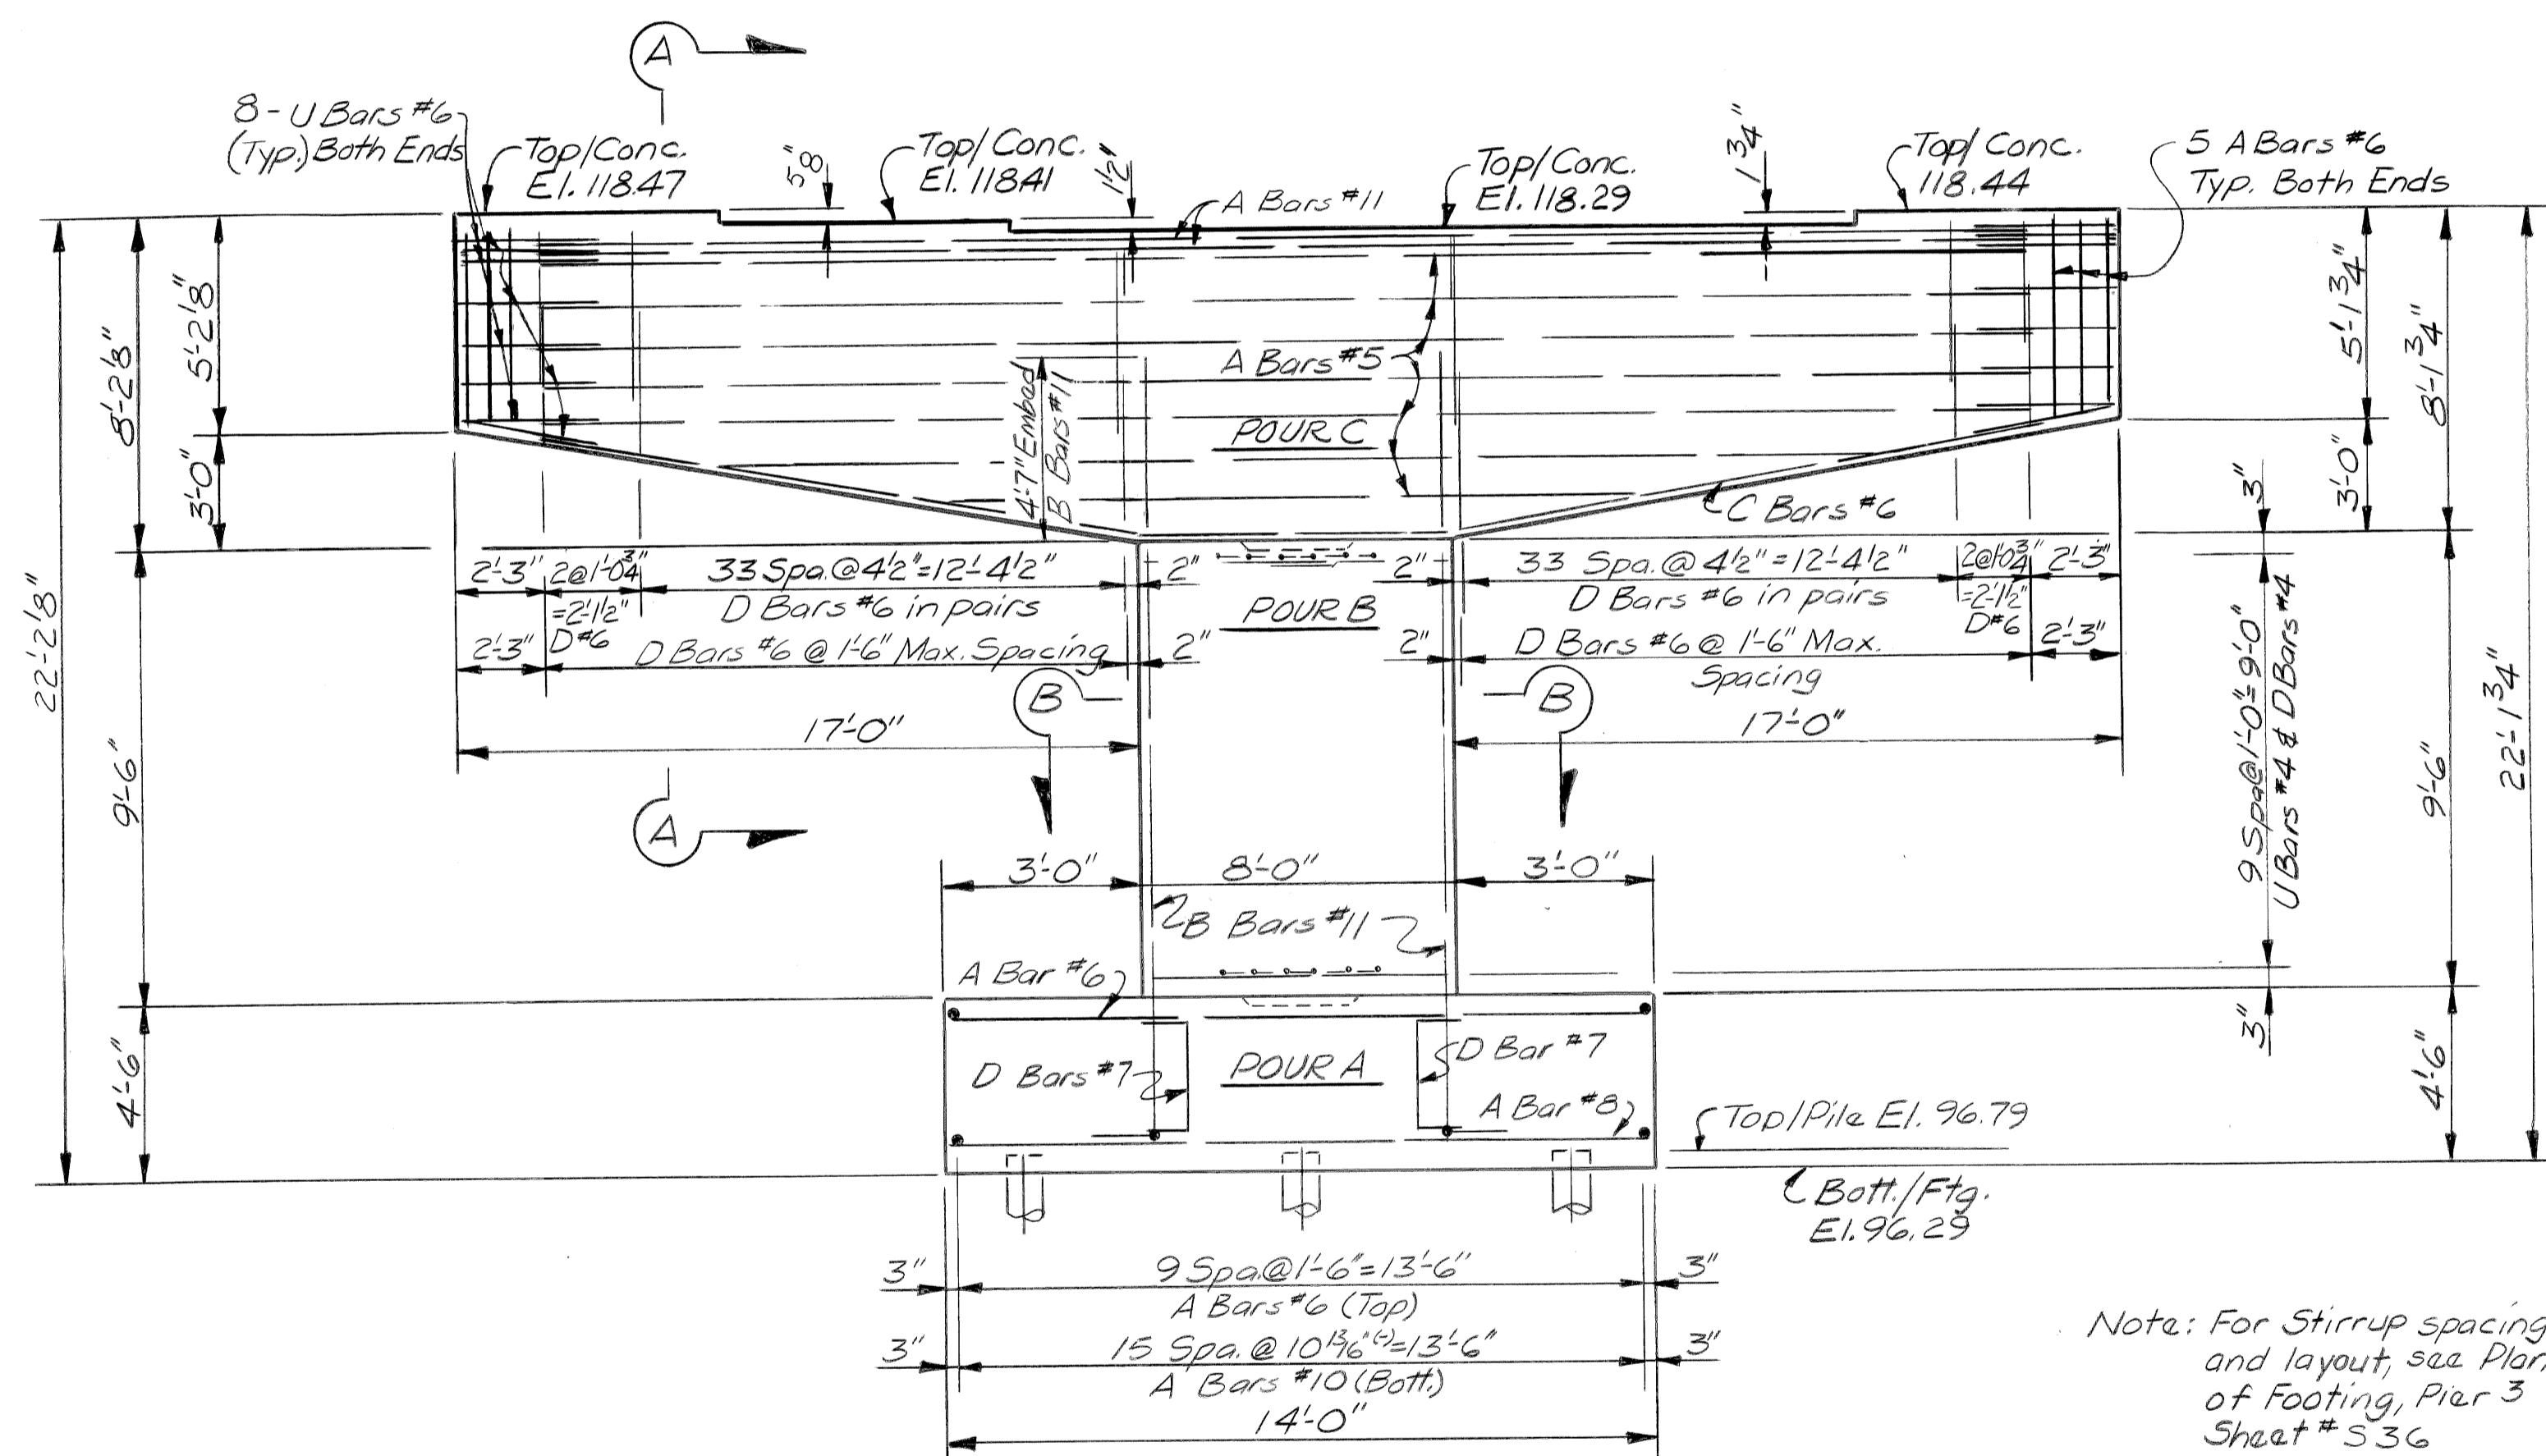 A
8-U Bars #6
(Typ.) Both Ends
Top/Conc.
El. 118.47
5/8"
Top/Conc.
El. 118.41
1 1/2"
A Bars #11
Top/Conc.
El. 118.29
1 3/4"
Top/Conc.
118.44
5 A Bars #6
Typ. Both Ends
22'-2 1/8"
8'-2 1/8"
5'-2 1/8"
3'-0"
9'-6"
4'-6"
4'-7" Embed
B Bars #11
A Bars #5
POUR C
C Bars #6
5'-1 3/4"
8'-1 3/4"
3'-0"
3"
22'-1 3/4"
2'-3"
2@1'-0 3/4"
=2'-1 1/2"
D#6
33 Spa.@4 1/2"=12'-4 1/2"
D Bars #6 in pairs
2"
2"
33 Spa.@4 1/2"=12'-4 1/2"
D Bars #6 in pairs
2@1'-0 3/4"
=2'-1 1/2"
D#6
2'-3"
POUR B
2'-3"
D Bars #6 @ 1'-6" Max. Spacing
2"
2"
D Bars #6 @ 1'-6" Max.
Spacing
2'-3"
B
B
17'-0"
17'-0"
9 Spa@1'-0"=9'-0"
U Bars #4 & D Bars #4
9'-6"
A
3'-0"
8'-0"
3'-0"
B Bars #11
A Bar #6
3"
4'-6"
D Bars #7
POUR A
D Bar #7
A Bar #8
Top/Pile El. 96.79
Bott./Ftg.
El. 96.29
3"
9 Spa@1'-6"=13'-6"
3"
A Bars #6 (Top)
3"
15 Spa. @ 10 13/16"(-)=13'-6"
3"
A Bars #10 (Bott.)
14'-0"
Note: For Stirrup spacing
and layout, see Plan
of Footing, Pier 3
Sheet # S36